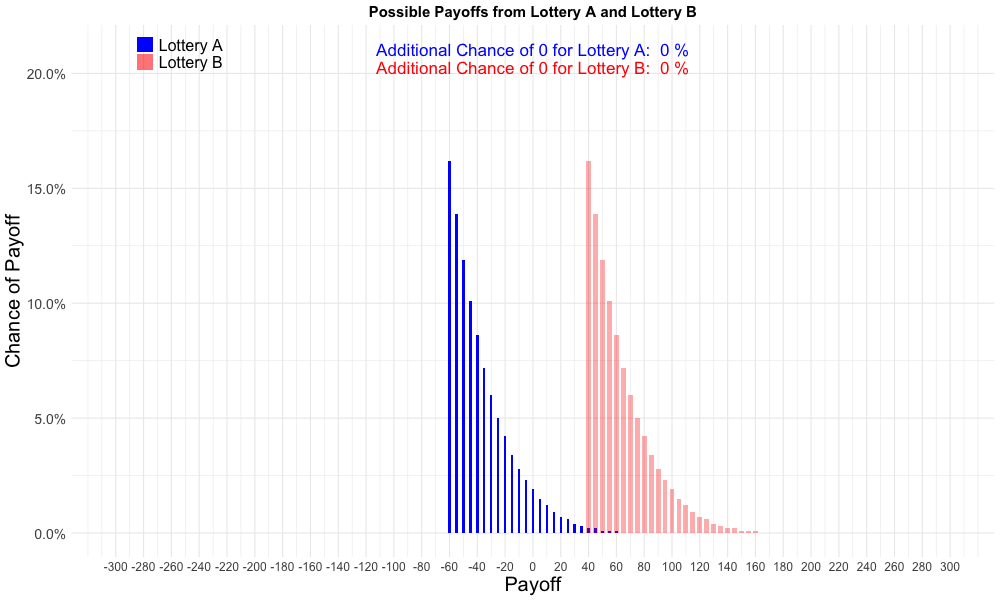 Possible Payoffs from Lottery A and Lottery B
Lottery A
Lottery B
Additional Chance of 0 for Lottery A:  0 %
Additional Chance of 0 for Lottery B:  0 %
Chance of Payoff
20.0%
15.0%
10.0%
5.0%
0.0%
-300 -280 -260 -240 -220 -200 -180 -160 -140 -120 -100 -80 -60 -40 -20 0 20 40 60 80 100 120 140 160 180 200 220 240 260 280 300
Payoff